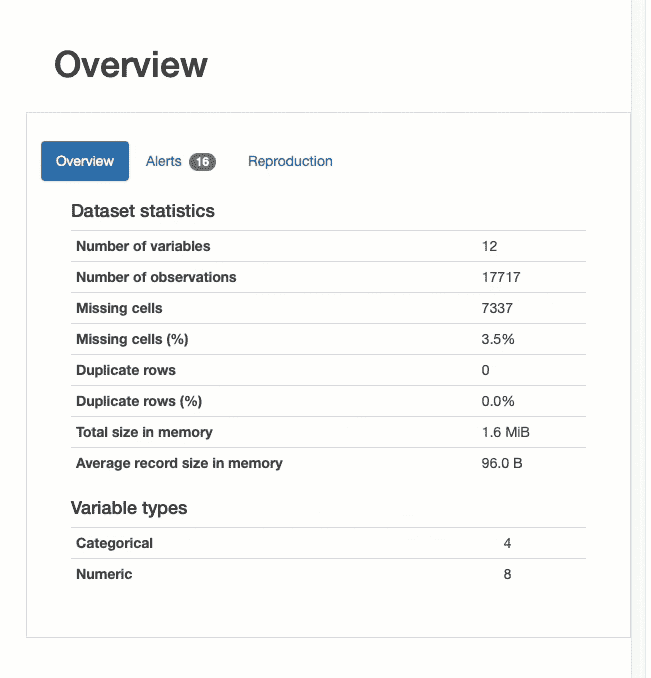 Overview
Overview Alerts 16 Reproduction
Dataset statistics
Number of variables 12
Number of observations 17717
Missing cells 7337
Missing cells (%) 3.5%
Duplicate rows 0
Duplicate rows (%) 0.0%
Total size in memory 1.6 MiB
Average record size in memory 96.0 B
Variable types
Categorical 4
Numeric 8